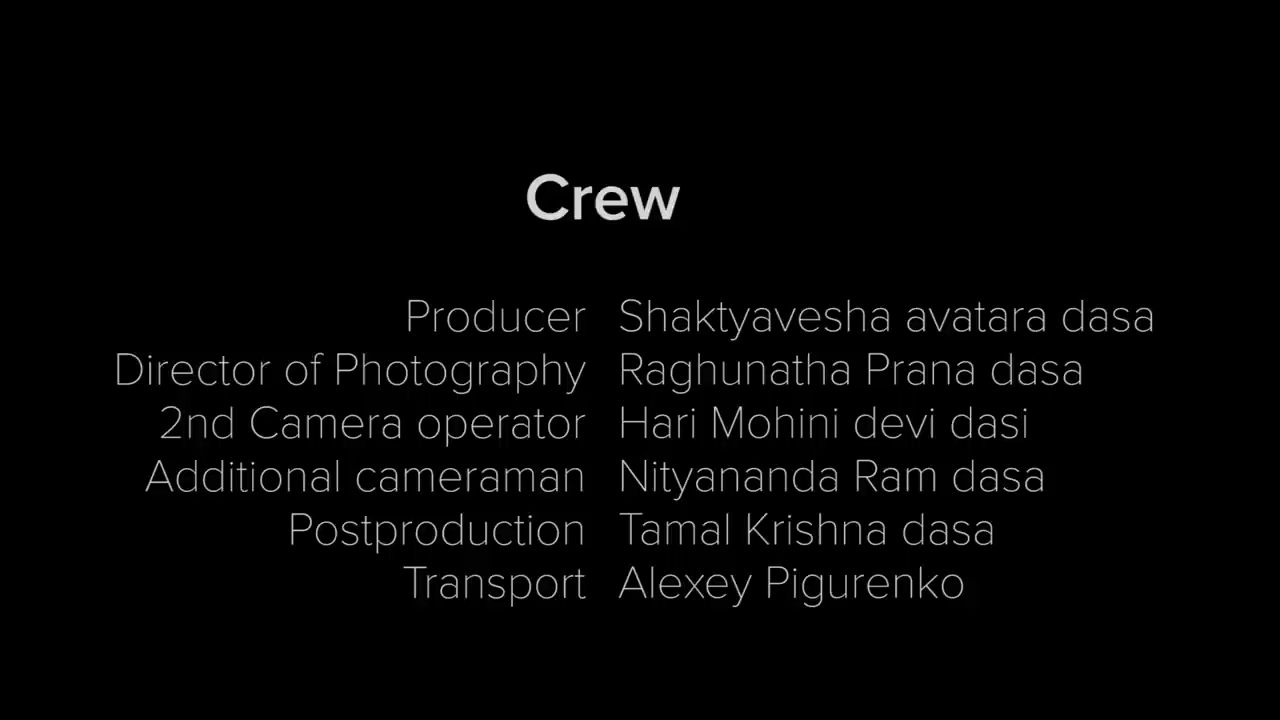 Crew
Producer Shaktyavesha avatara dasa
Director of Photography Raghunatha Prana dasa
2nd Camera operator Hari Mohini devi dasi
Additional cameraman Nityananda Ram dasa
Postproduction Tamal Krishna dasa
Transport Alexey Pigurenko